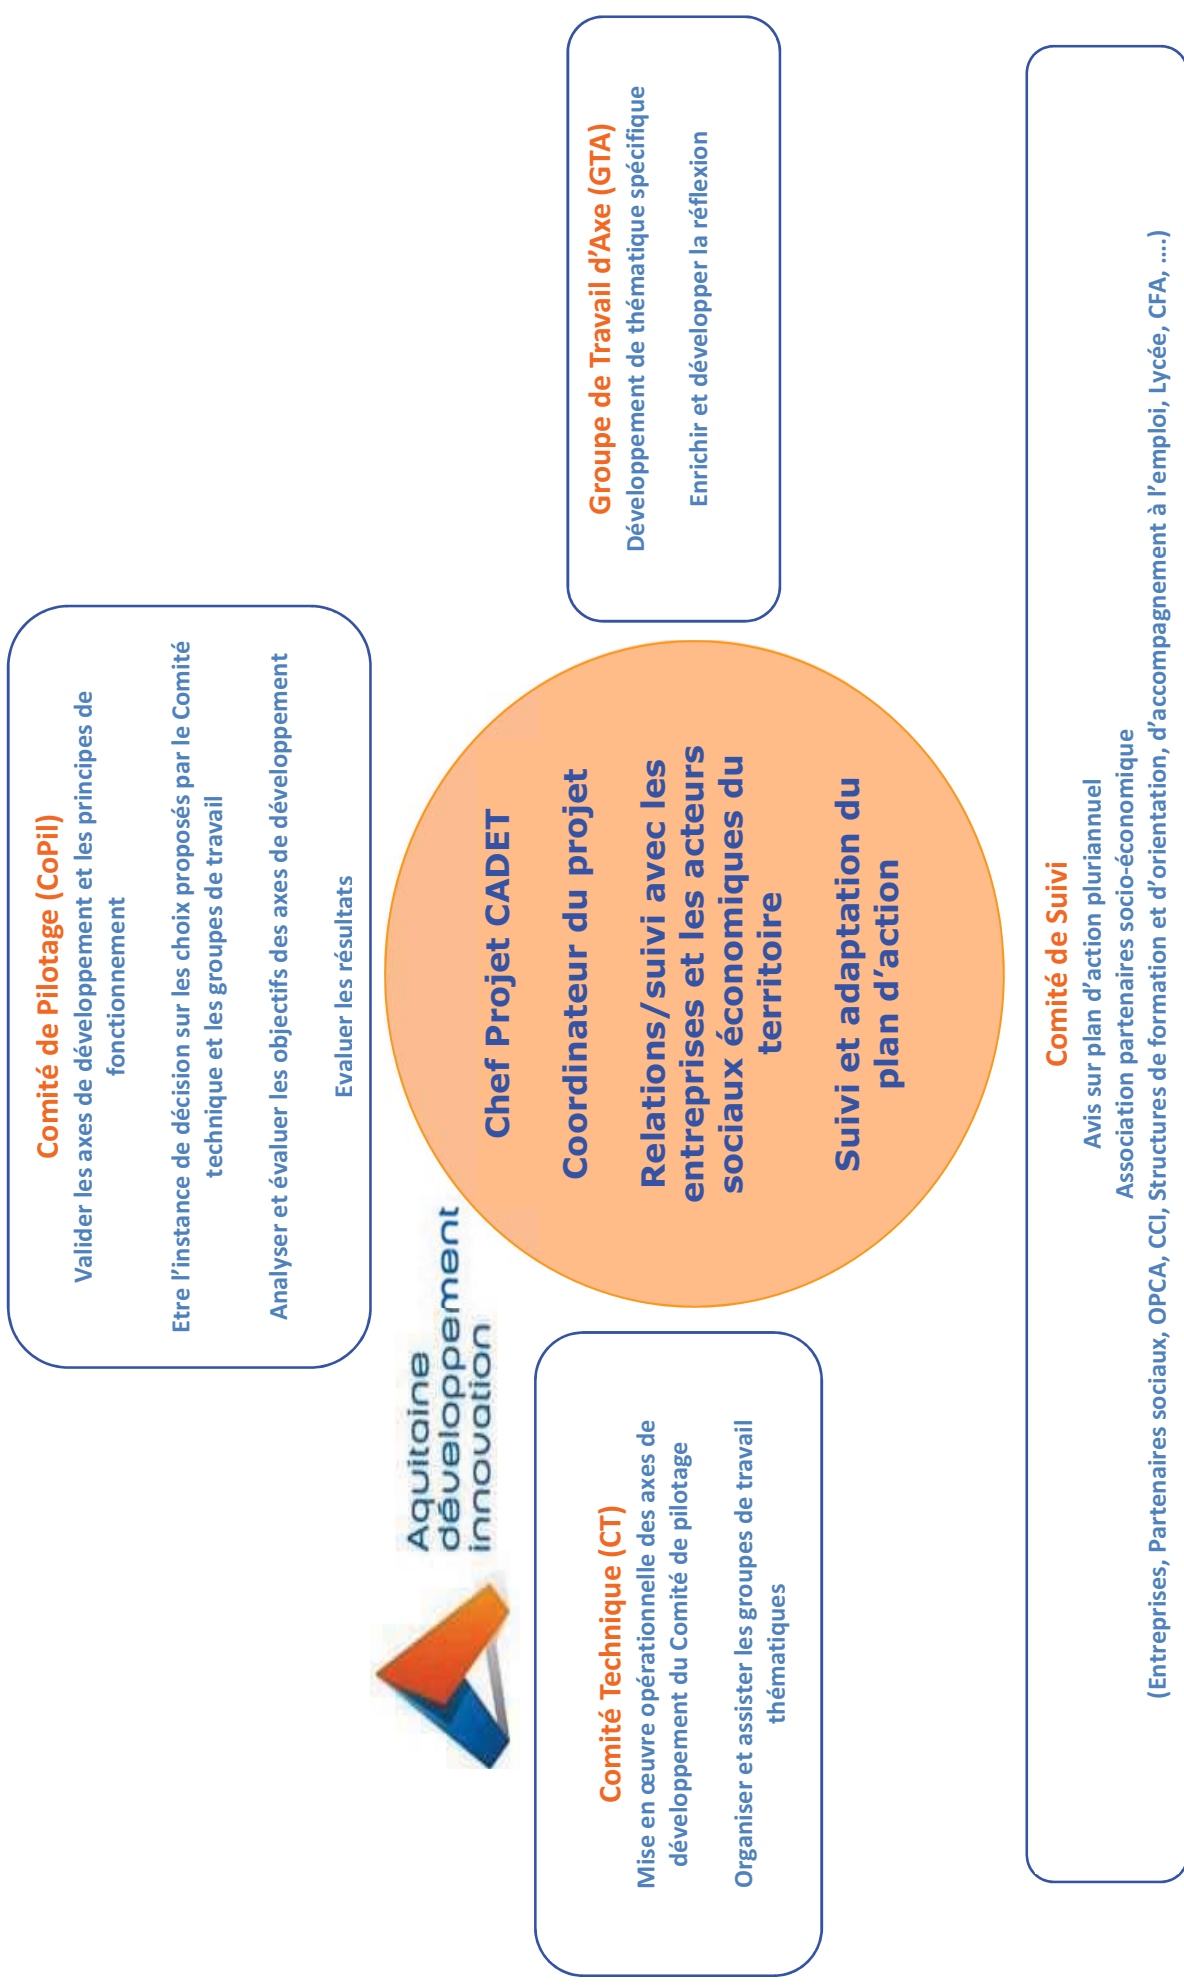 Comité de Pilotage (CoPil)
Valider les axes de développement et les principes de
fonctionnement
Etre l’instance de décision sur les choix proposés par le Comité
technique et les groupes de travail
Analyser et évaluer les objectifs des axes de développement
Evaluer les résultats
Aquitaine
développement
innovation
Comité Technique (CT)
Mise en œuvre opérationnelle des axes de
développement du Comité de pilotage
Organiser et assister les groupes de travail
thématiques
Chef Projet CADET
Coordinateur du projet
Relations/suivi avec les
entreprises et les acteurs
sociaux économiques du
territoire
Suivi et adaptation du
plan d’action
Groupe de Travail d’Axe (GTA)
Développement de thématique spécifique
Enrichir et développer la réflexion
Comité de Suivi
Avis sur plan d’action pluriannuel
Association partenaires socio-économique
(Entreprises, Partenaires sociaux, OPCA, CCI, Structures de formation et d’orientation, d’accompagnement à l’emploi, Lycée, CFA, ….)